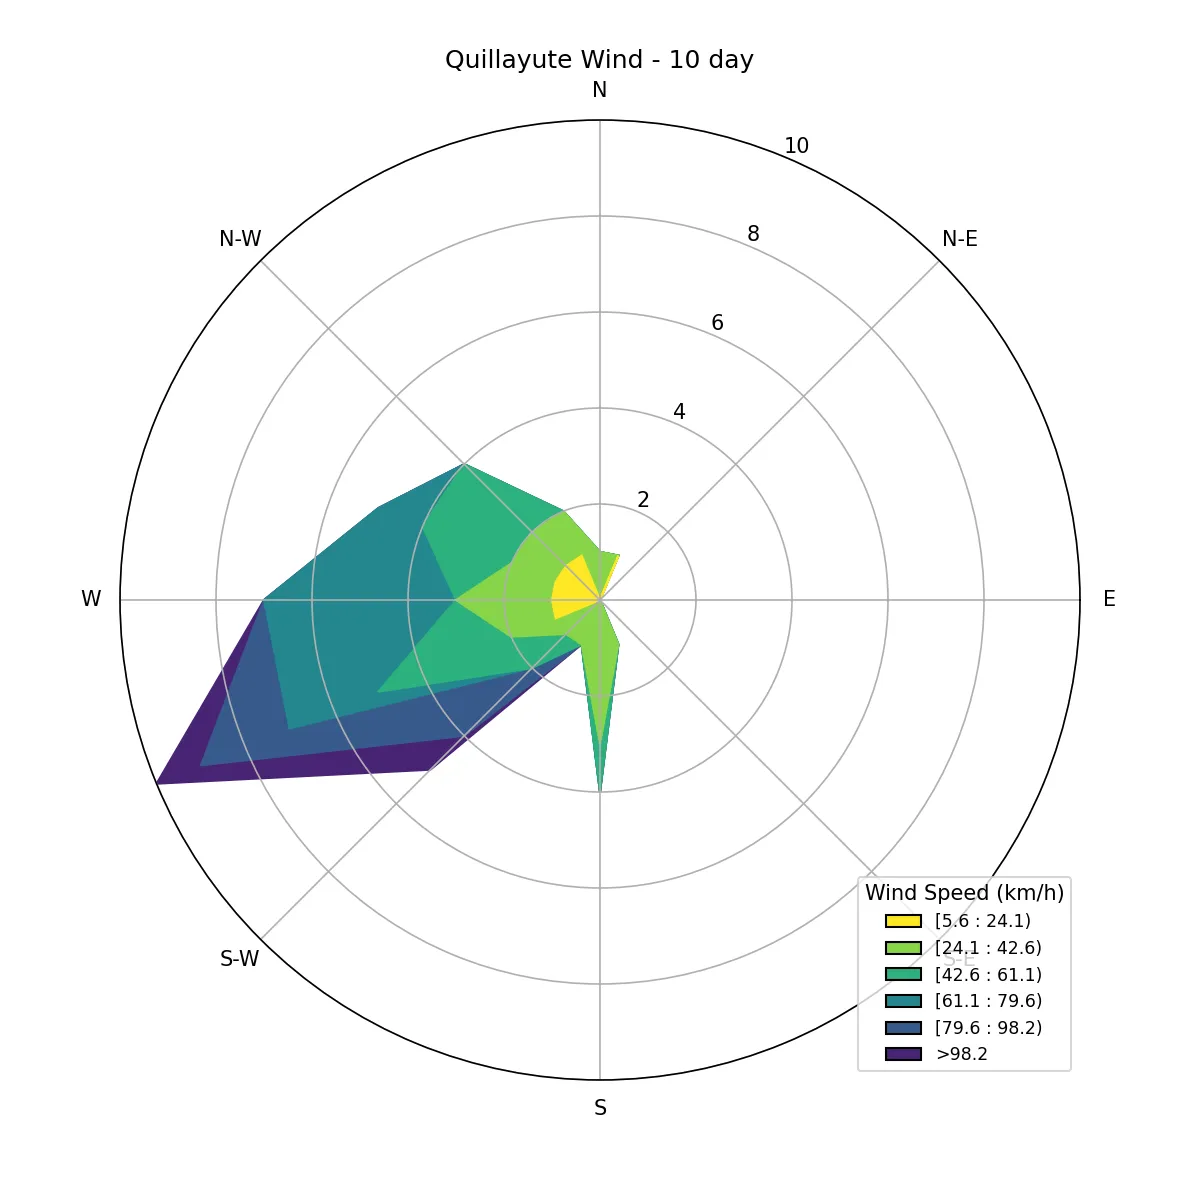 Quillayute Wind - 10 day
N
10
N-W
8
N-E
6
4
2
W
E
S-W
S-E
S
Wind Speed (km/h)
[5.6 : 24.1)
[24.1 : 42.6)
[42.6 : 61.1)
[61.1 : 79.6)
[79.6 : 98.2)
>98.2